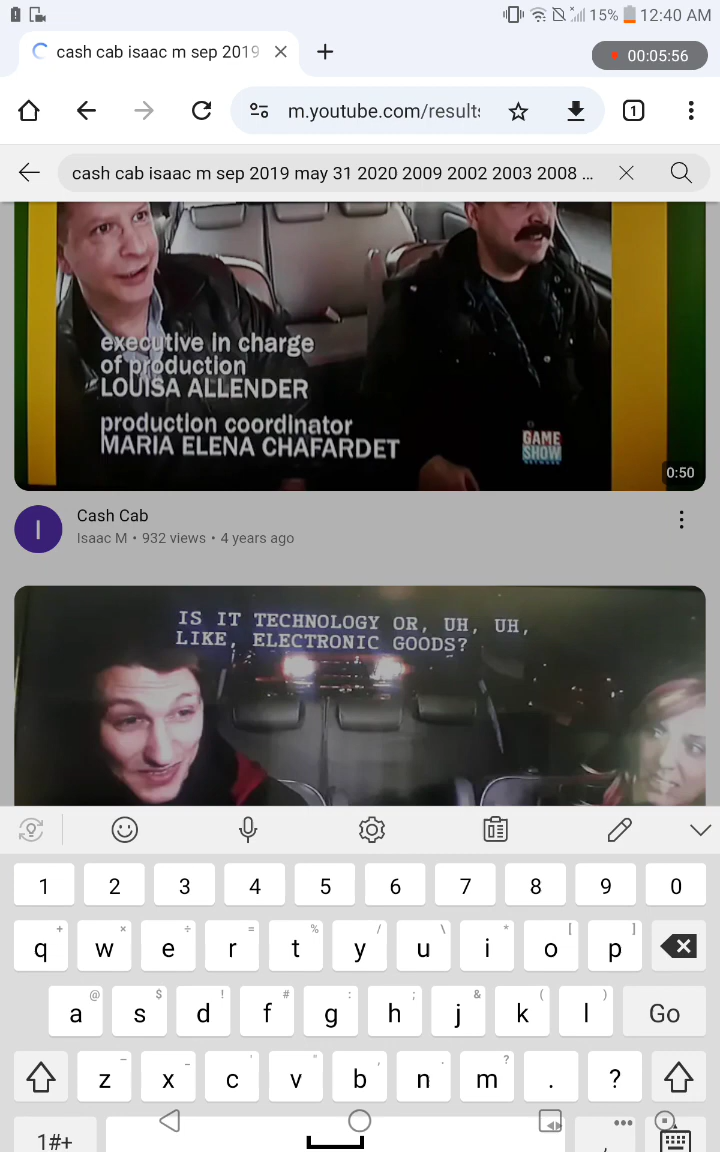 15% 12:40 AM
cash cab isaac m sep 2019
00:05:56
m.youtube.com/results
1
cash cab isaac m sep 2019 may 31 2020 2009 2002 2003 2008 ...
executive in charge
of production
LOUISA ALLENDER
production coordinator
MARIA ELENA CHAFARDET
GAME
SHOW
NETWORK
0:50
I
Cash Cab
Isaac M • 932 views • 4 years ago
IS IT TECHNOLOGY OR, UH, UH,
LIKE, ELECTRONIC GOODS?
1 2 3 4 5 6 7 8 9 0
+ × ÷ = % / \ * [ ]
q w e r t y u i o p
@ $ ! # : ; & ( )
a s d f g h j k l Go
– _ ' " , . ?
z x c v b n m . ?
1#+ ,